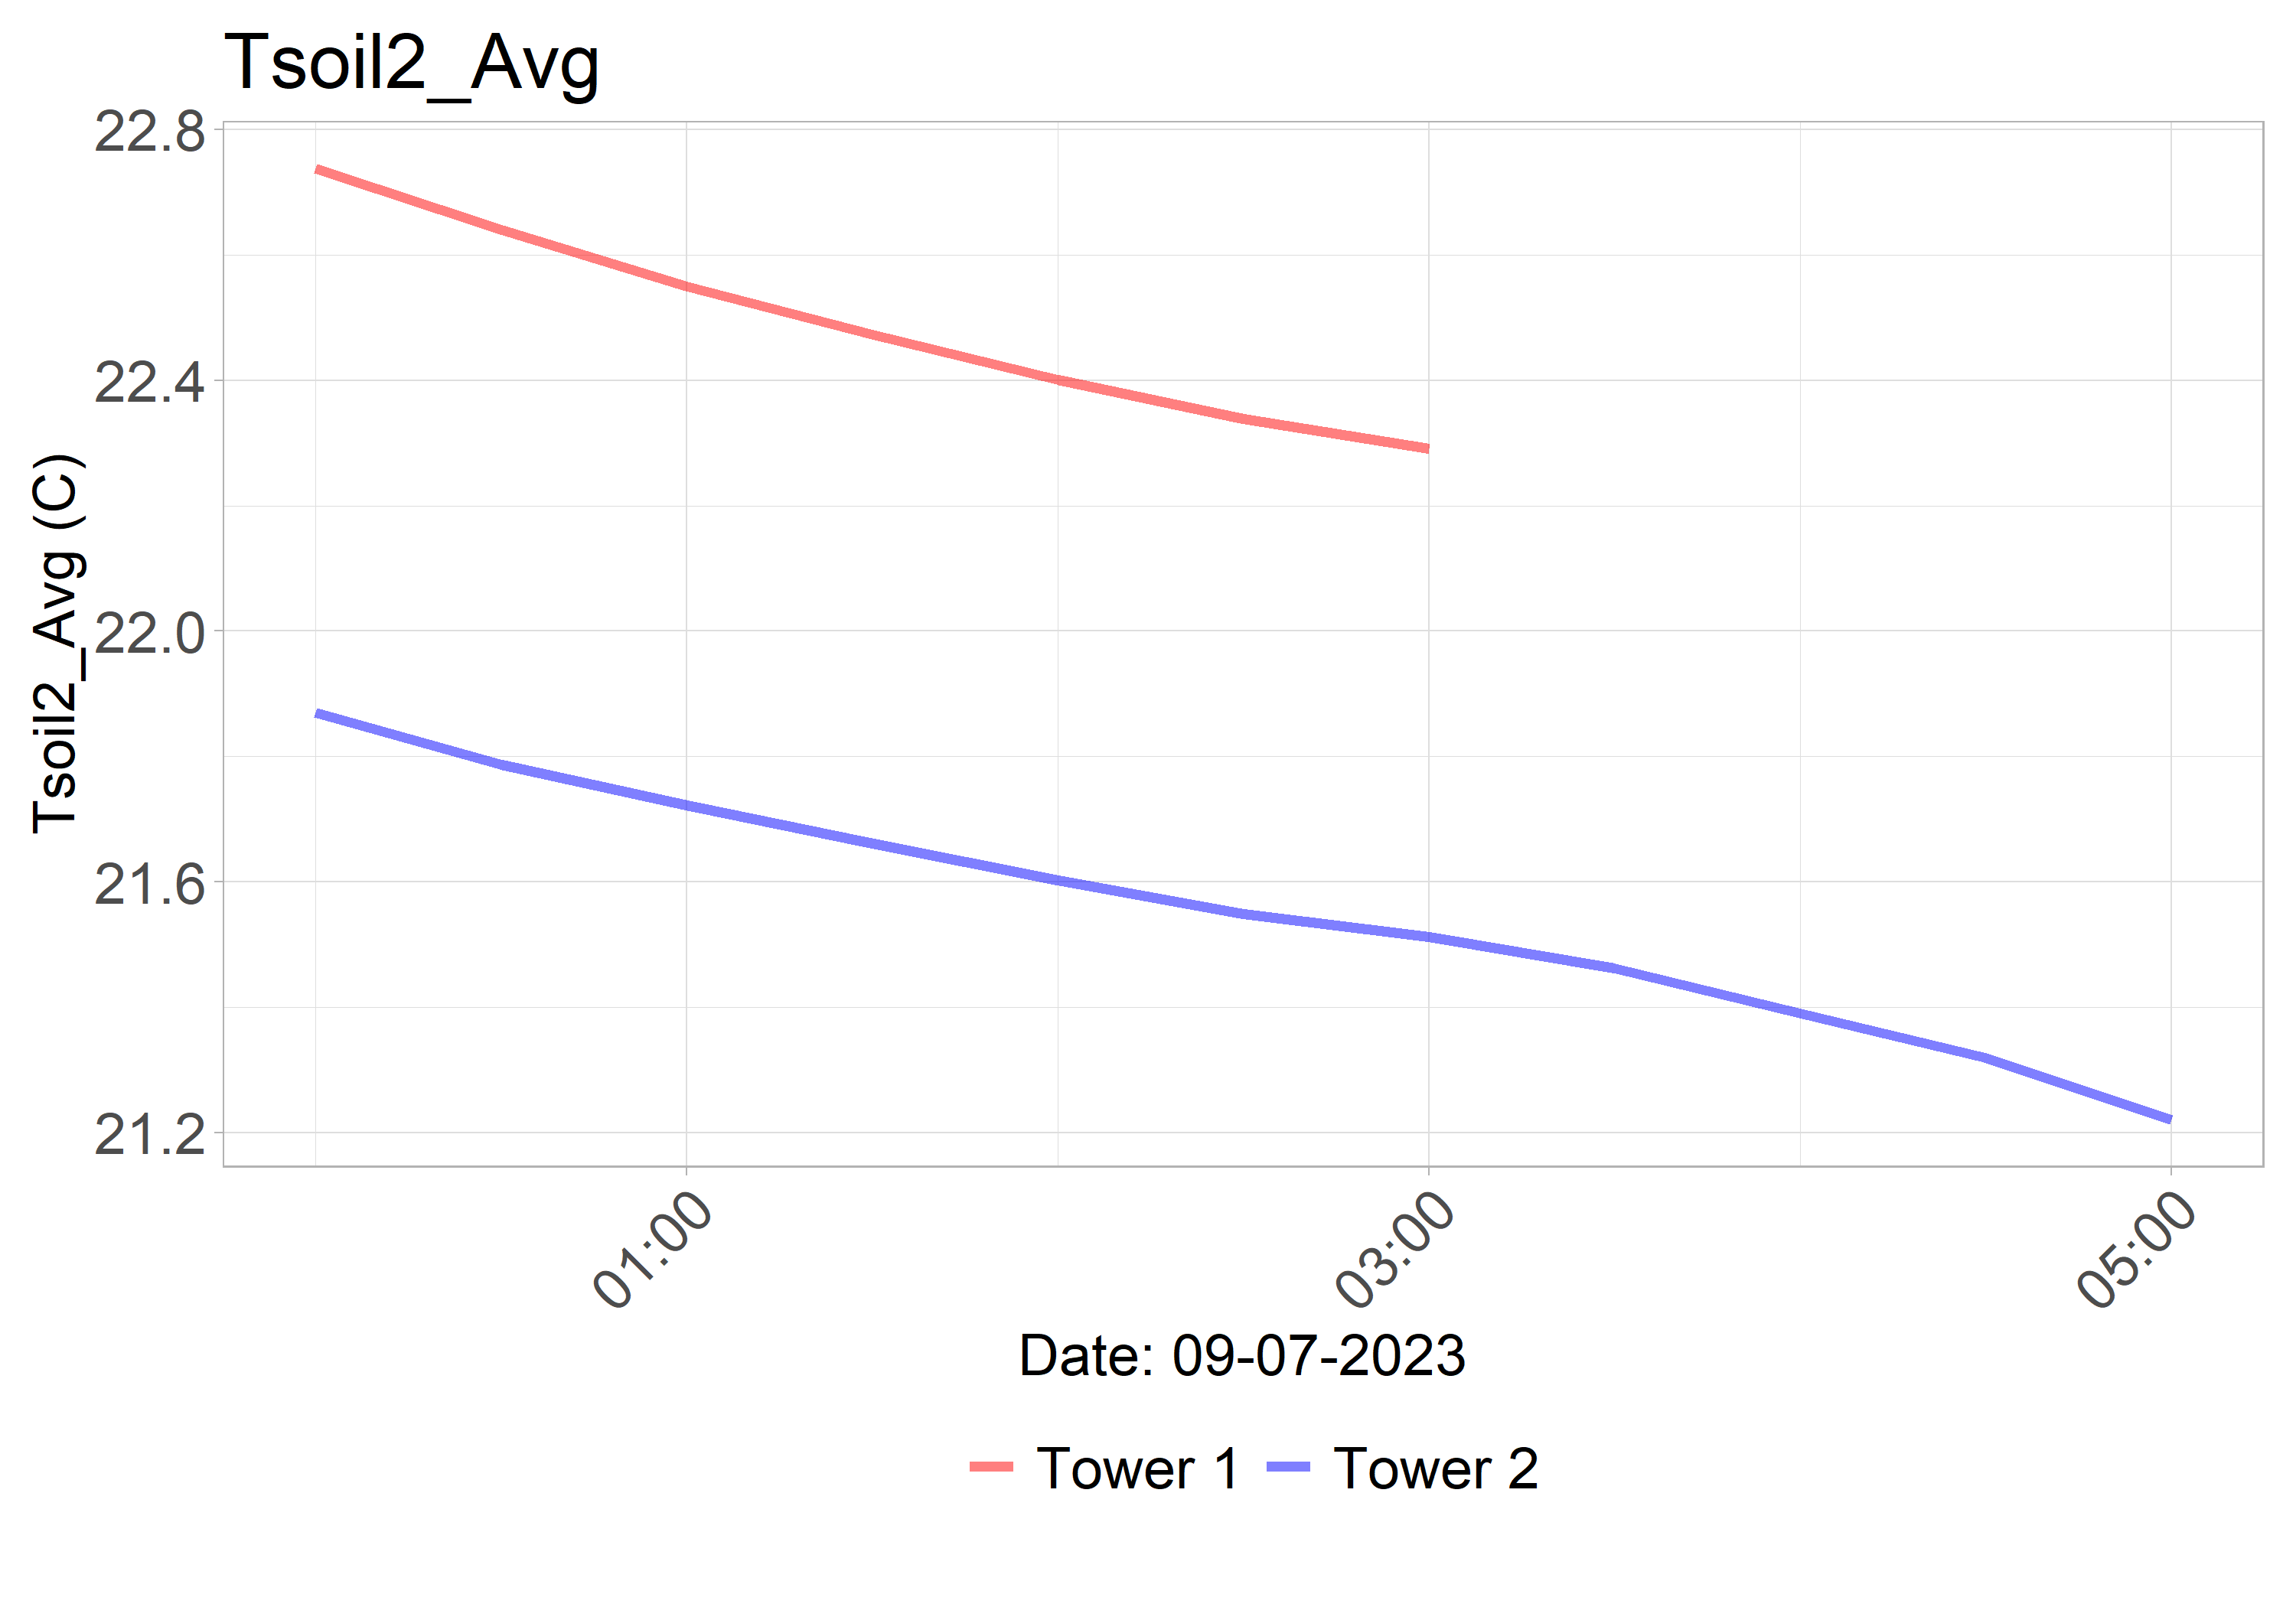 Tsoil2_Avg
Tsoil2_Avg (C)
22.8
22.4
22.0
21.6
21.2
01:00
03:00
05:00
Date: 09-07-2023
Tower 1
Tower 2